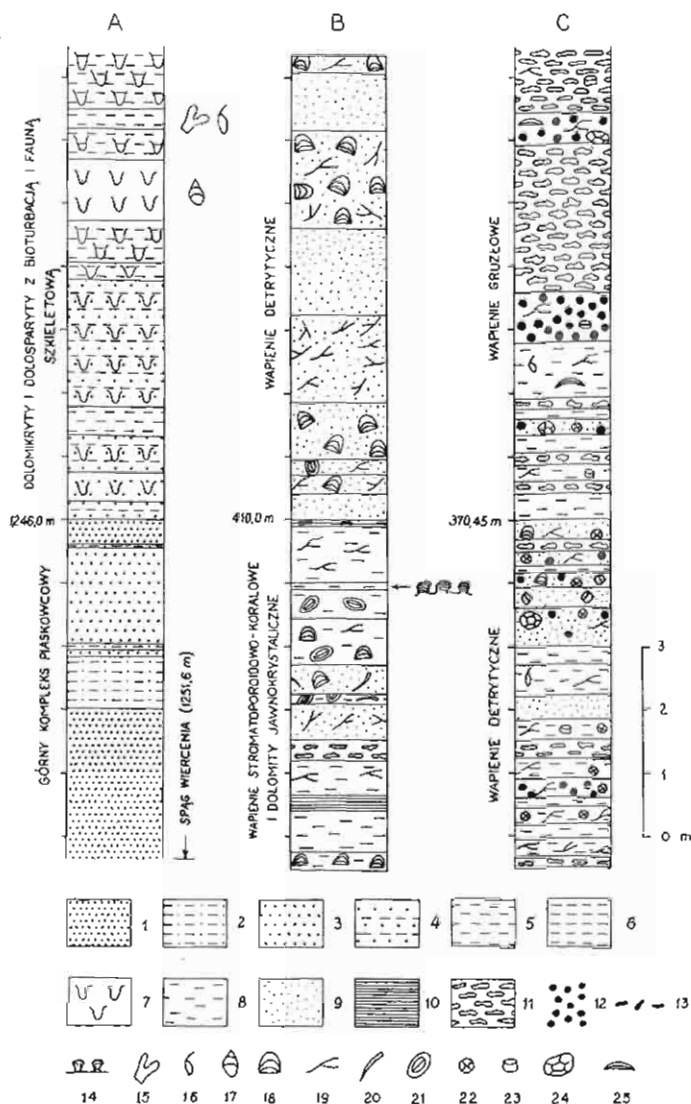 A B C
DOLOMIKRYTY I DOLOSPARYTY Z BIOTURBACJĄ I FAUNĄ
SZKIELETOWĄ
1246,0 m
GÓRNY KOMPLEKS PIASKOWCOWY
SPĄG WIERCENIA (1251,6 m)
WAPIENIE DETRYTYCZNE
410,0 m
WAPIENIE STROMATOPOROIDOWO-KORALOWE
I DOLOMITY JAWNOKRYSTALICZNE
WAPIENIE GRUZŁOWE
370,45 m
WAPIENIE DETRYTYCZNE
3
2
1
0 m
1 2 3 4 5 6
7 8 9 10 11 12 13
14 15 16 17 18 19 20 21 22 23 24 25